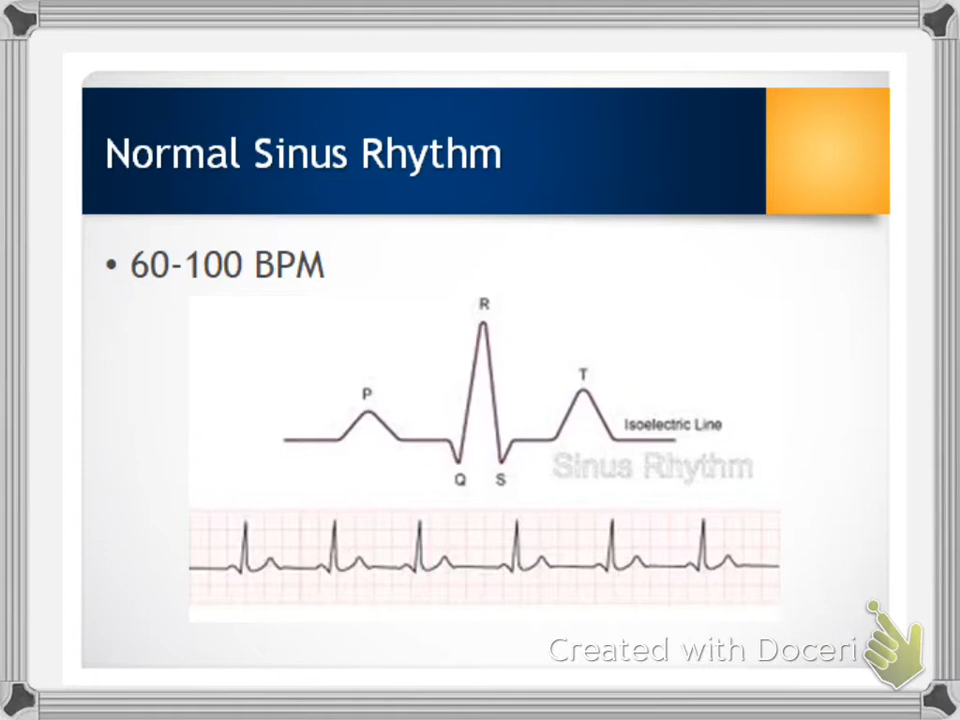 Normal Sinus Rhythm
• 60-100 BPM
R
P
T
Isoelectric Line
Sinus Rhythm
Q S
Created with Doceri